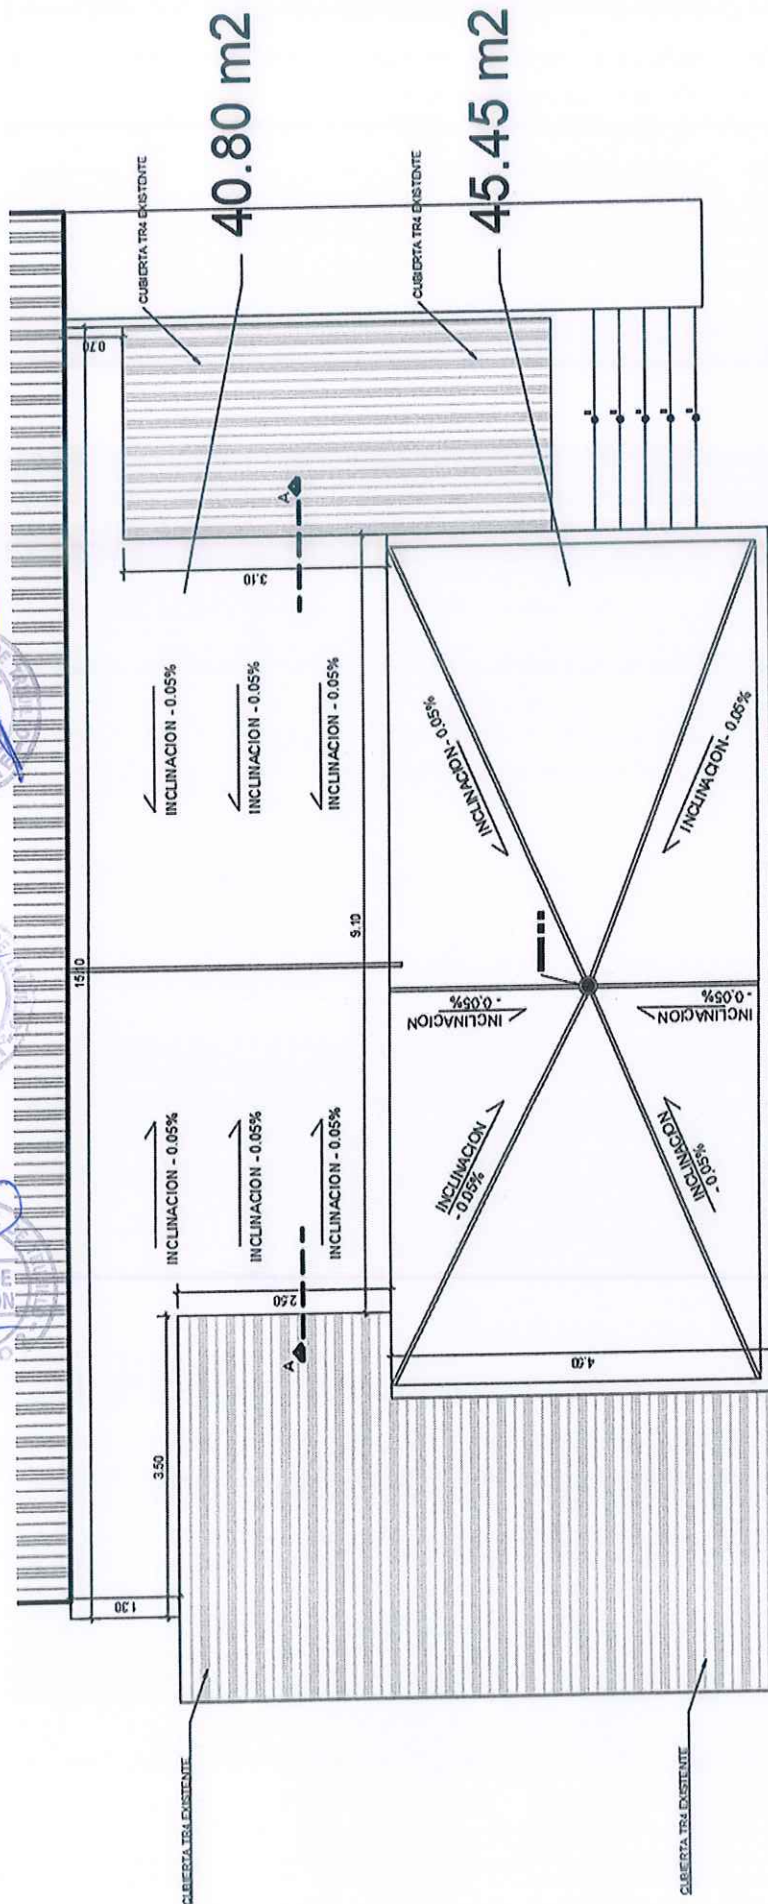 40.80 m2
45.45 m2
CUBIERTA TR4 EXISTENTE
CUBIERTA TR4 EXISTENTE
0.70
A
3.10
INCLINACION - 0.05%
INCLINACION - 0.05%
INCLINACION - 0.05%
INCLINACION - 0.05%
INCLINACION - 0.05%
15.10
9.10
INCLINACION
- 0.05%
INCLINACION
- 0.05%
INCLINACION - 0.05%
INCLINACION - 0.05%
INCLINACION - 0.05%
INCLINACION
- 0.05%
INCLINACION
- 0.05%
2.50
A
4.50
3.50
1.30
CUBIERTA TR4 EXISTENTE
CUBIERTA TR4 EXISTENTE